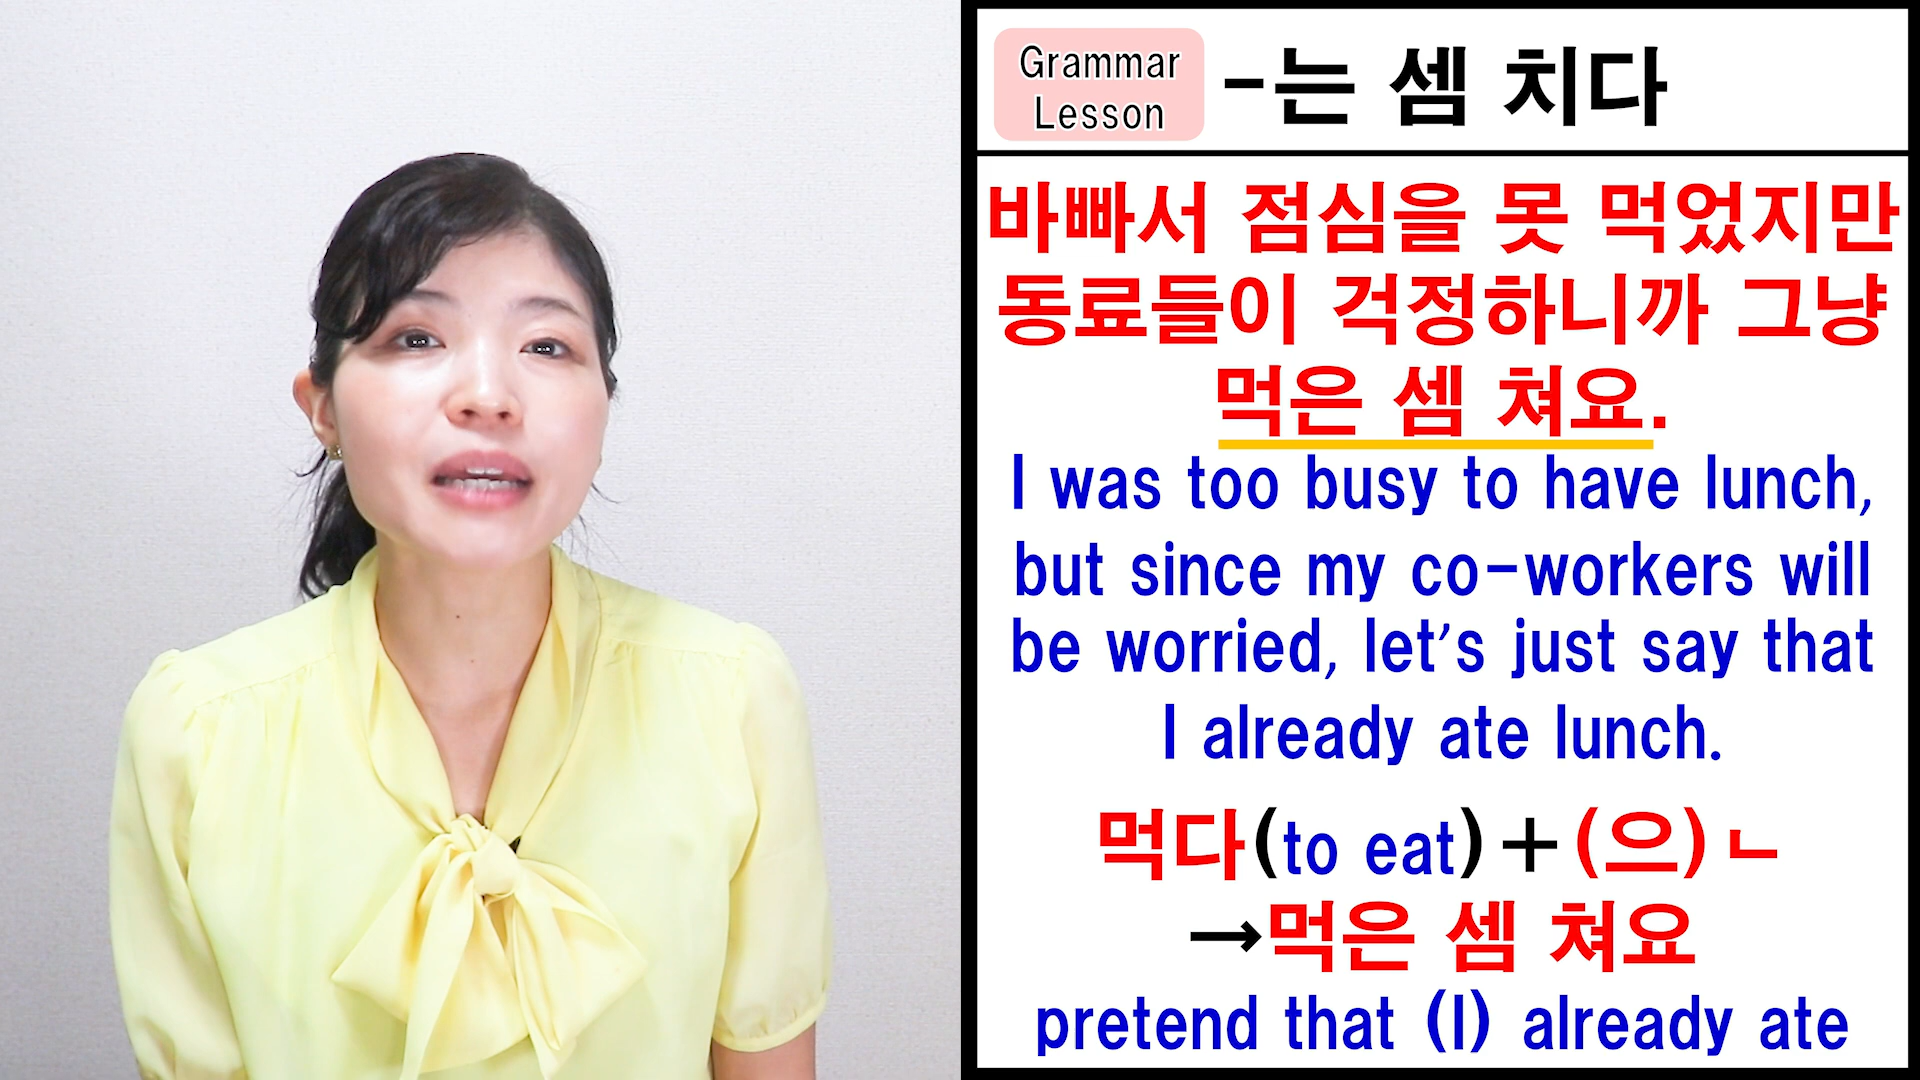 Grammar
Lesson
-는 셈 치다
바빠서 점심을 못 먹었지만
동료들이 걱정하니까 그냥
먹은 셈 쳐요.
I was too busy to have lunch,
but since my co-workers will
be worried, let's just say that
I already ate lunch.
먹다(to eat)+(으)ㄴ
→먹은 셈 쳐요
pretend that (I) already ate